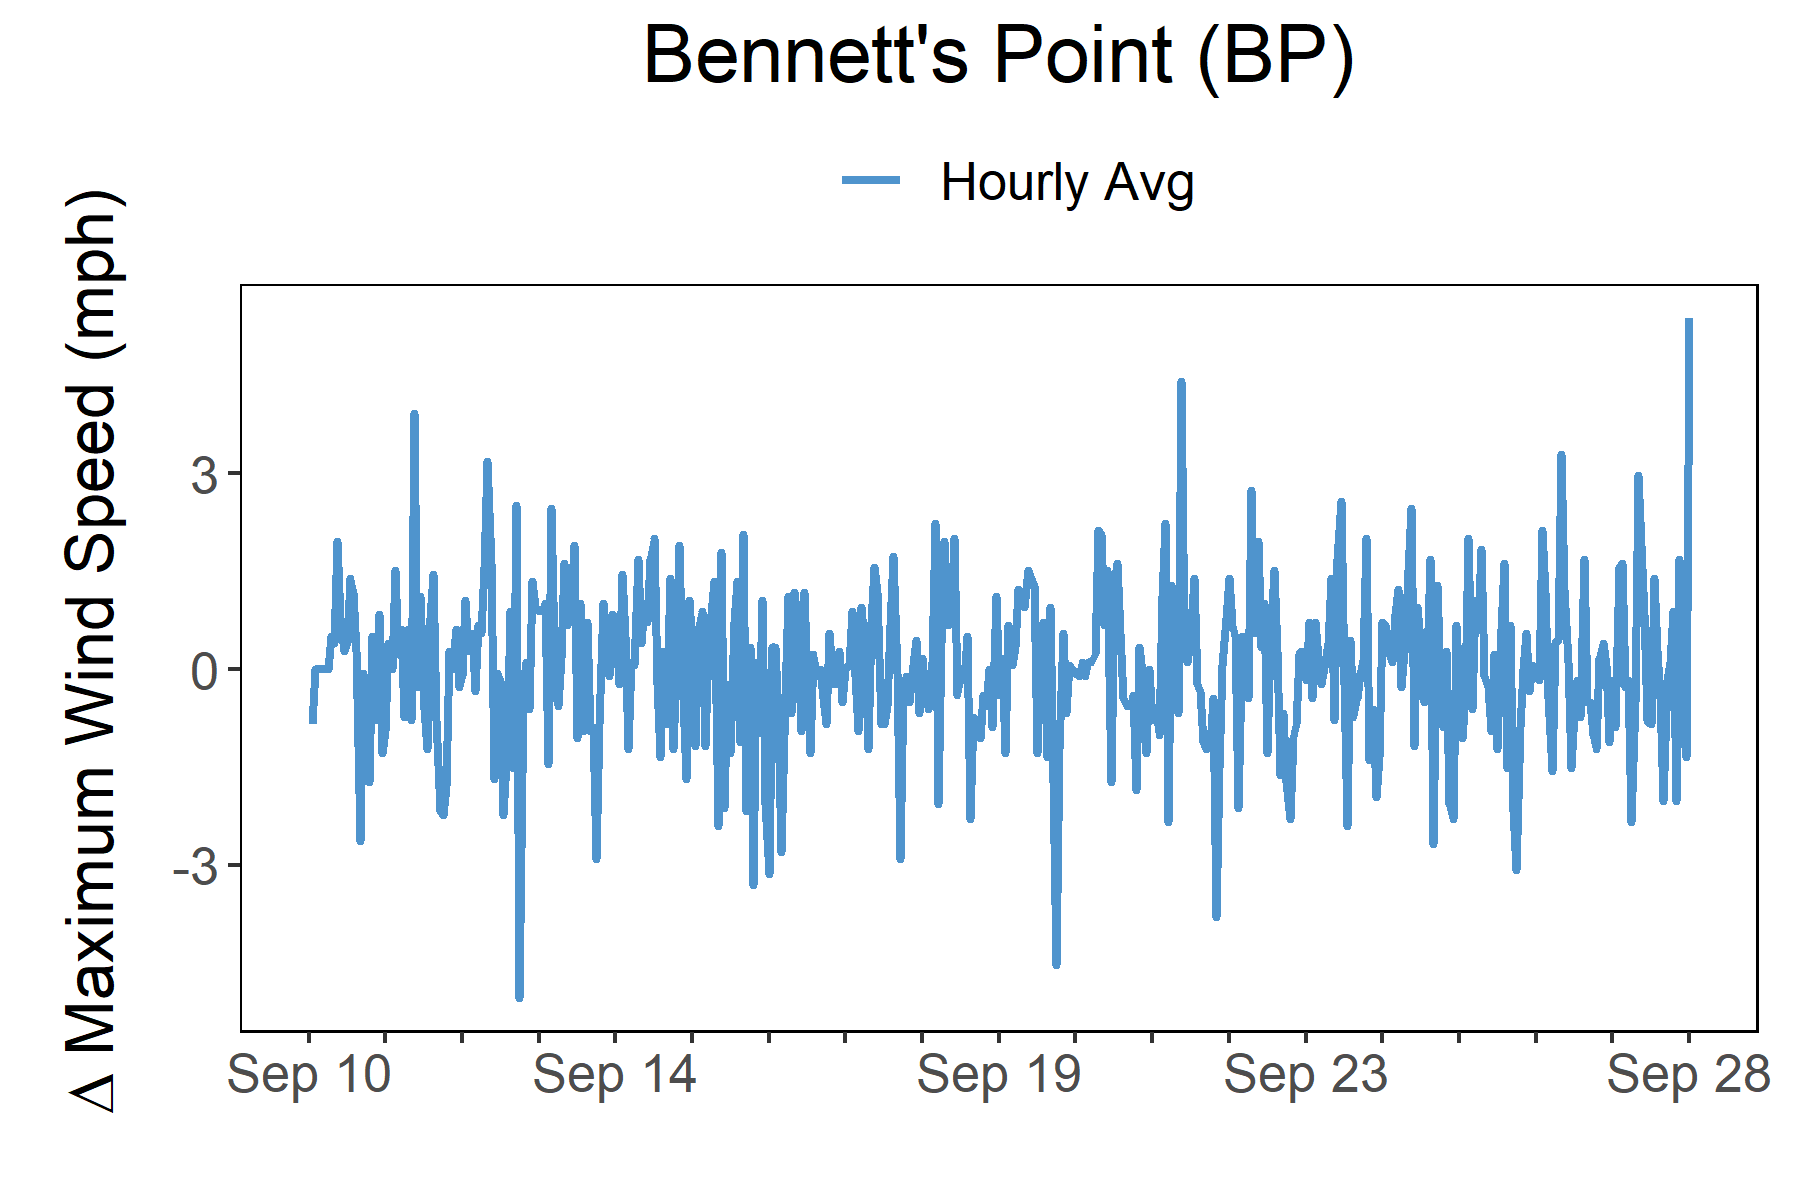 Bennett's Point (BP)
Hourly Avg
Δ Maximum Wind Speed (mph)
3
0
-3
Sep 10 Sep 14 Sep 19 Sep 23 Sep 28